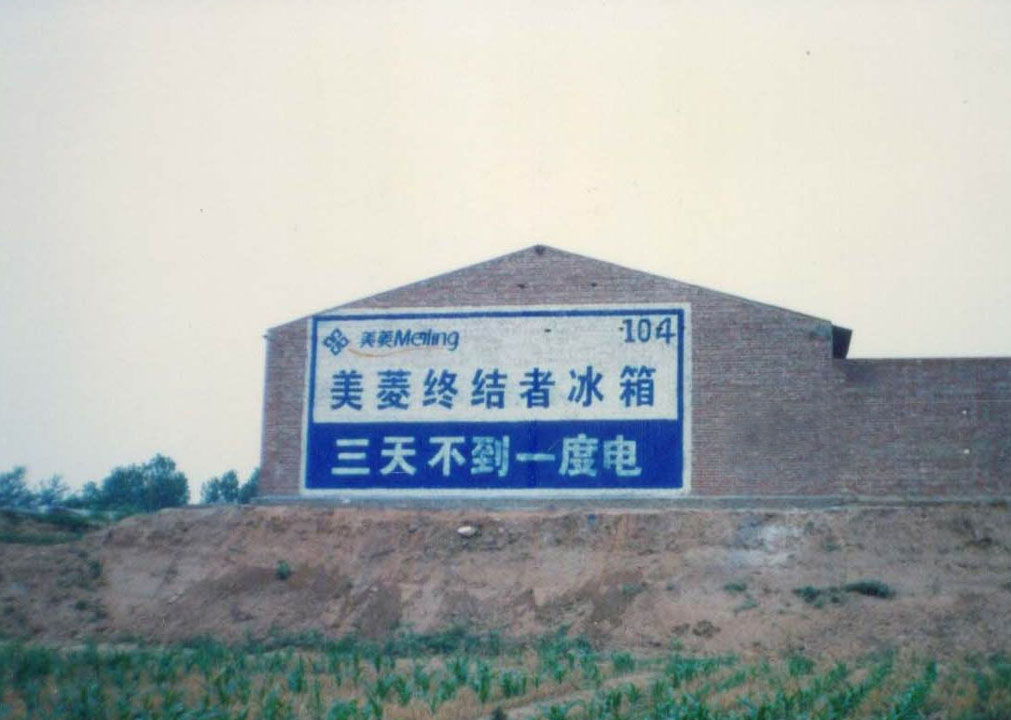 美菱Meiling 104
美菱终结者冰箱
三天不到一度电